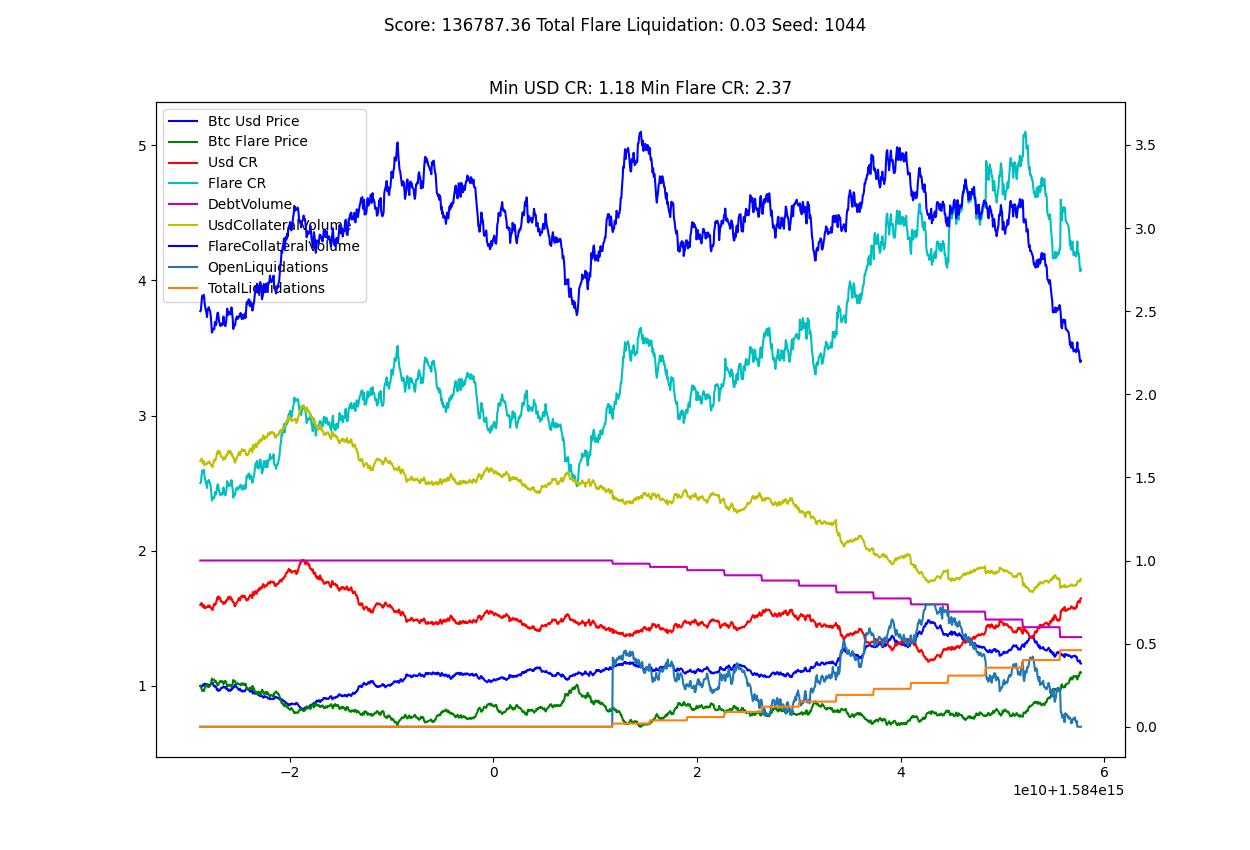 Score: 136787.36 Total Flare Liquidation: 0.03 Seed: 1044
Min USD CR: 1.18 Min Flare CR: 2.37
Btc Usd Price
Btc Flare Price
Usd CR
Flare CR
DebtVolume
UsdCollateralVolume
FlareCollateralVolume
OpenLiquidations
TotalLiquidations
5
4
3
2
1
3.5
3.0
2.5
2.0
1.5
1.0
0.5
0.0
−2
0
2
4
6
1e10+1.584e15